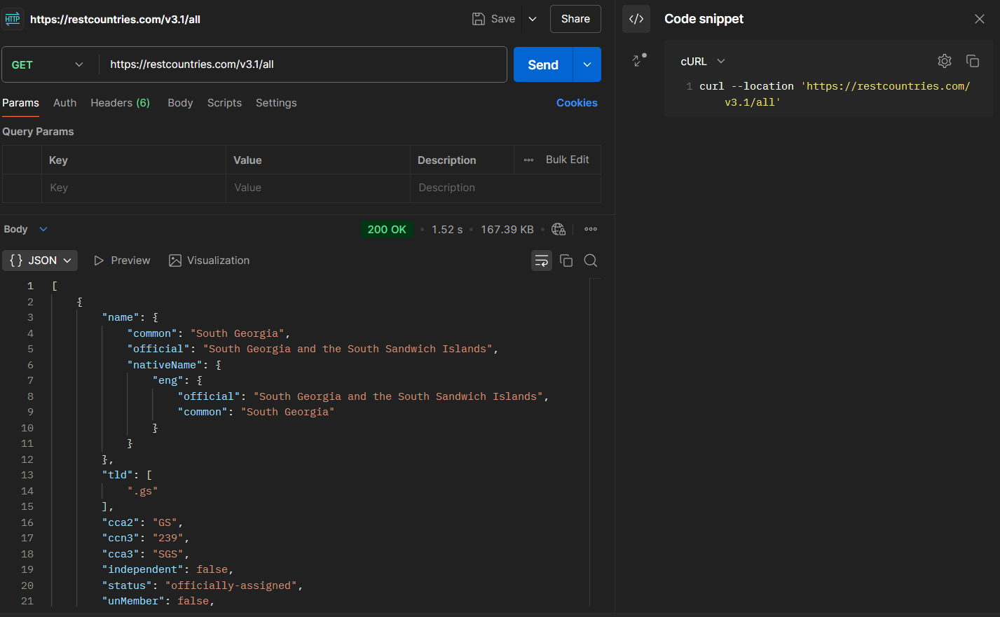 HTTP https://restcountries.com/v3.1/all Save Share
GET https://restcountries.com/v3.1/all Send
Params Auth Headers (6) Body Scripts Settings Cookies
Query Params
Key Value Description Bulk Edit
Key Value Description
Body 200 OK 1.52 s 167.39 KB
{} JSON Preview Visualization
1 [
2 {
3 "name": {
4 "common": "South Georgia",
5 "official": "South Georgia and the South Sandwich Islands",
6 "nativeName": {
7 "eng": {
8 "official": "South Georgia and the South Sandwich Islands",
9 "common": "South Georgia"
10 }
11 }
12 },
13 "tld": [
14 ".gs"
15 ],
16 "cca2": "GS",
17 "ccn3": "239",
18 "cca3": "SGS",
19 "independent": false,
20 "status": "officially-assigned",
21 "unMember": false,
</> Code snippet
cURL
1 curl --location 'https://restcountries.com/
v3.1/all'